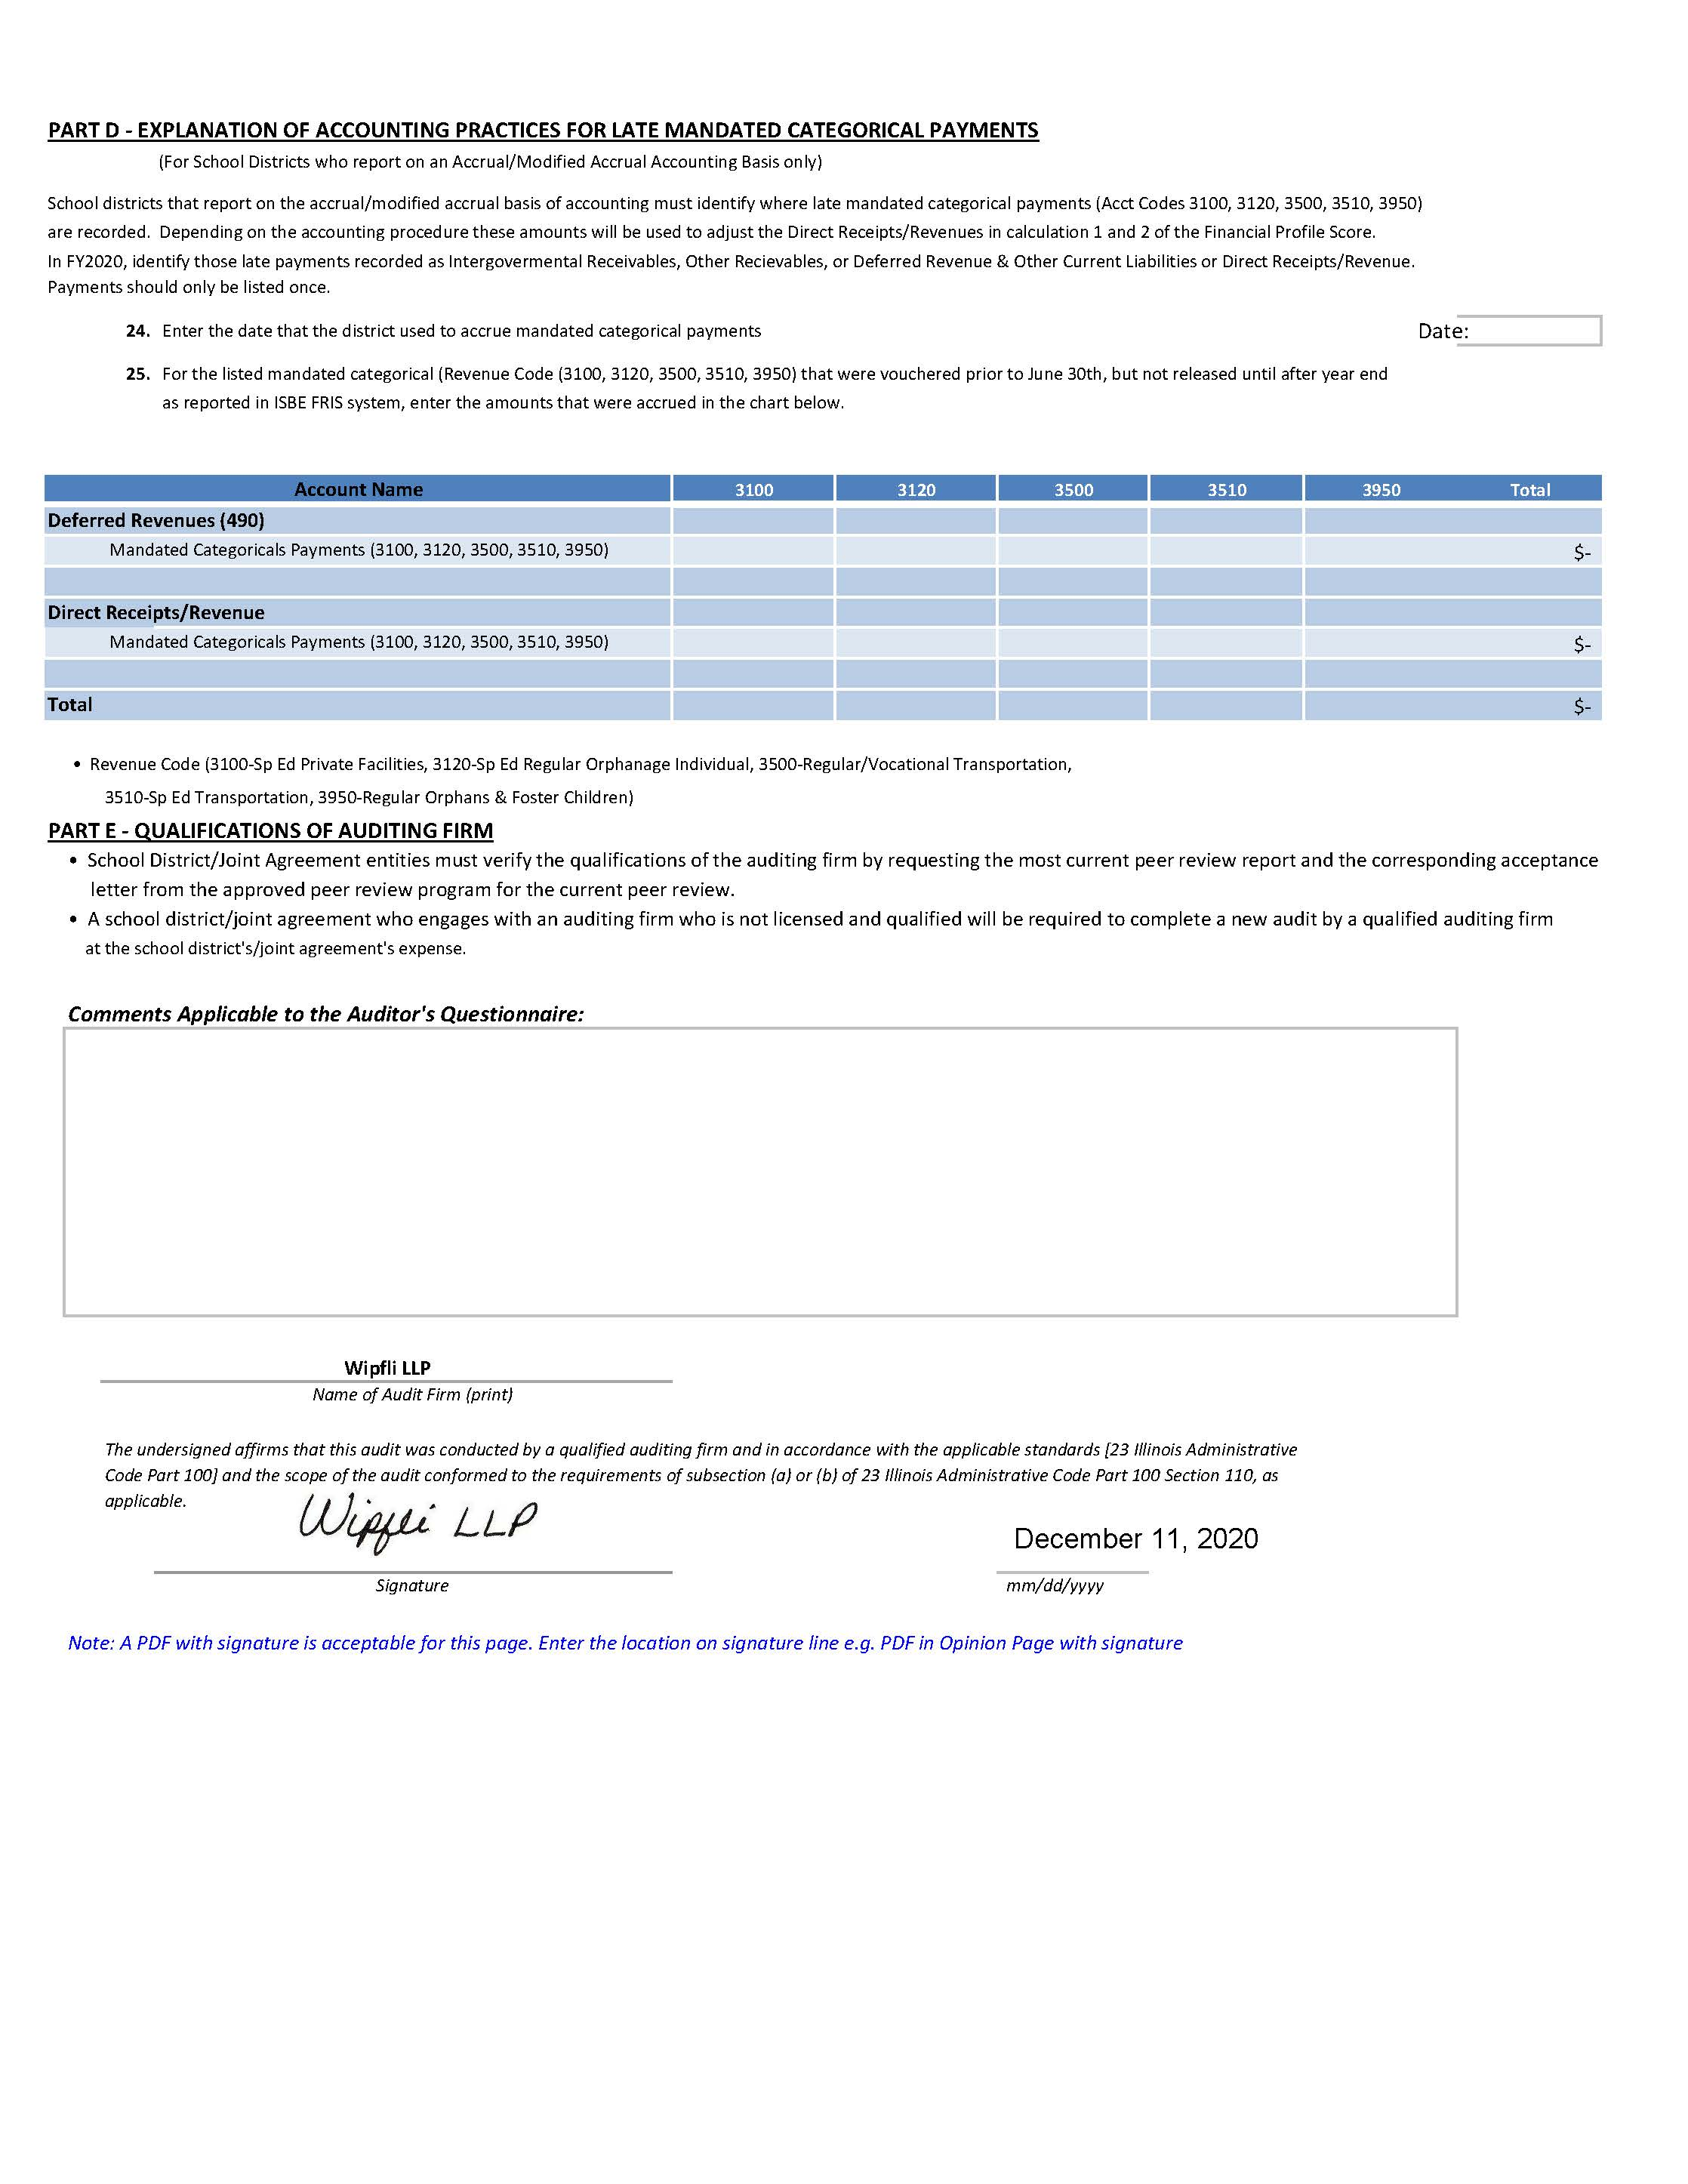 PART D - EXPLANATION OF ACCOUNTING PRACTICES FOR LATE MANDATED CATEGORICAL PAYMENTS
(For School Districts who report on an Accrual/Modified Accrual Accounting Basis only)
School districts that report on the accrual/modified accrual basis of accounting must identify where late mandated categorical payments (Acct Codes 3100, 3120, 3500, 3510, 3950)
are recorded. Depending on the accounting procedure these amounts will be used to adjust the Direct Receipts/Revenues in calculation 1 and 2 of the Financial Profile Score.
In FY2020, identify those late payments recorded as Intergovermental Receivables, Other Recievables, or Deferred Revenue & Other Current Liabilities or Direct Receipts/Revenue.
Payments should only be listed once.
24. Enter the date that the district used to accrue mandated categorical payments Date:
25. For the listed mandated categorical (Revenue Code (3100, 3120, 3500, 3510, 3950) that were vouchered prior to June 30th, but not released until after year end
as reported in ISBE FRIS system, enter the amounts that were accrued in the chart below.
Account Name 3100 3120 3500 3510 3950 Total
Deferred Revenues (490)
Mandated Categoricals Payments (3100, 3120, 3500, 3510, 3950) $-
Direct Receipts/Revenue
Mandated Categoricals Payments (3100, 3120, 3500, 3510, 3950) $-
Total $-
• Revenue Code (3100-Sp Ed Private Facilities, 3120-Sp Ed Regular Orphanage Individual, 3500-Regular/Vocational Transportation,
3510-Sp Ed Transportation, 3950-Regular Orphans & Foster Children)
PART E - QUALIFICATIONS OF AUDITING FIRM
• School District/Joint Agreement entities must verify the qualifications of the auditing firm by requesting the most current peer review report and the corresponding acceptance
letter from the approved peer review program for the current peer review.
• A school district/joint agreement who engages with an auditing firm who is not licensed and qualified will be required to complete a new audit by a qualified auditing firm
at the school district's/joint agreement's expense.
Comments Applicable to the Auditor's Questionnaire:
Wipfli LLP
Name of Audit Firm (print)
The undersigned affirms that this audit was conducted by a qualified auditing firm and in accordance with the applicable standards [23 Illinois Administrative
Code Part 100] and the scope of the audit conformed to the requirements of subsection (a) or (b) of 23 Illinois Administrative Code Part 100 Section 110, as
applicable.
Wipfli LLP
December 11, 2020
Signature mm/dd/yyyy
Note: A PDF with signature is acceptable for this page. Enter the location on signature line e.g. PDF in Opinion Page with signature